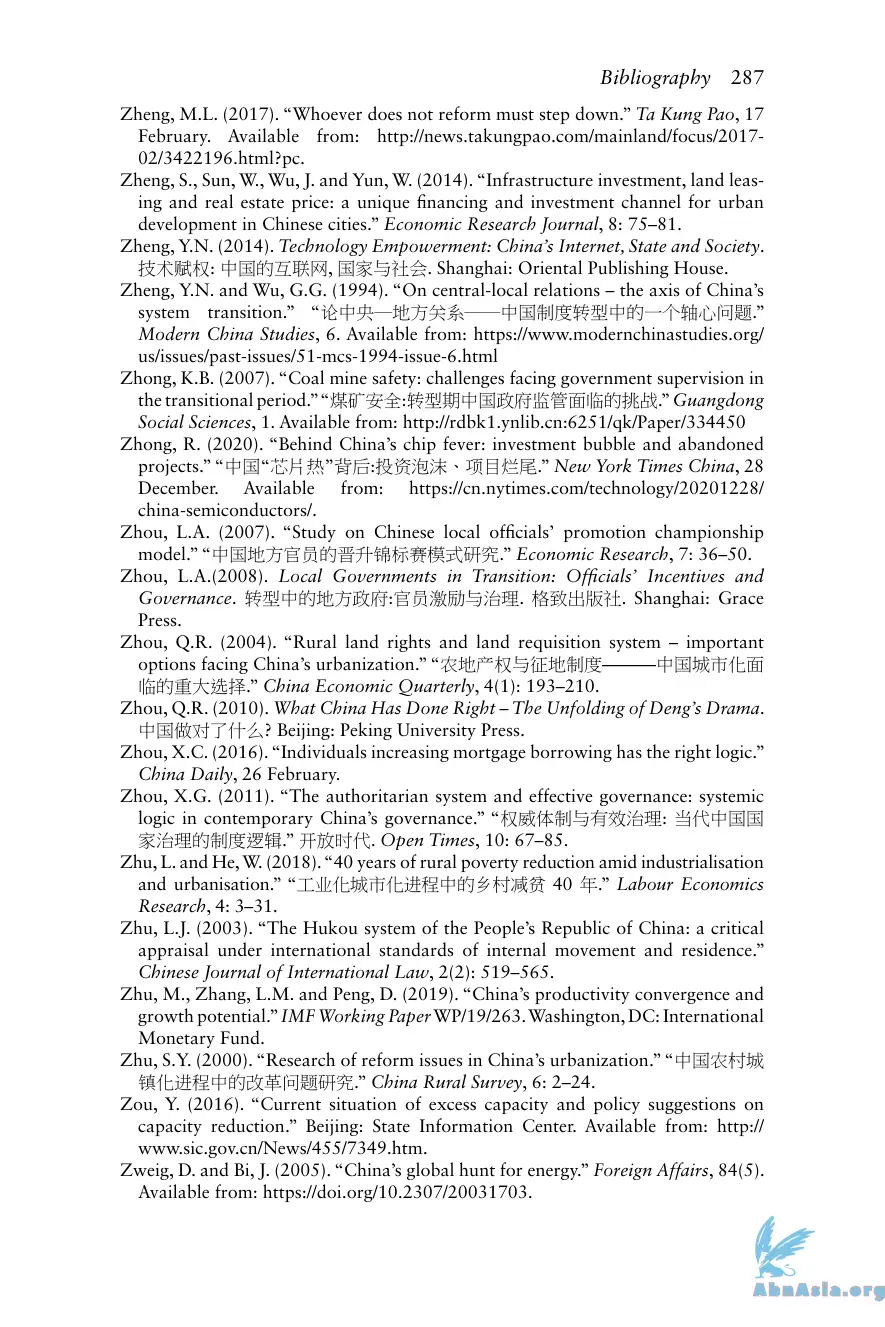 Bibliography 287
Zheng, M.L. (2017). “Whoever does not reform must step down.” Ta Kung Pao, 17
February. Available from: http://news.takungpao.com/mainland/focus/2017-
02/3422196.html?pc.
Zheng, S., Sun, W., Wu, J. and Yun, W. (2014). “Infrastructure investment, land leas-
ing and real estate price: a unique financing and investment channel for urban
development in Chinese cities.” Economic Research Journal, 8: 75–81.
Zheng, Y.N. (2014). Technology Empowerment: China’s Internet, State and Society.
技术赋权: 中国的互联网, 国家与社会. Shanghai: Oriental Publishing House.
Zheng, Y.N. and Wu, G.G. (1994). “On central-local relations – the axis of China’s
system transition.” “论中央—地方关系——中国制度转型中的一个轴心问题.”
Modern China Studies, 6. Available from: https://www.modernchinastudies.org/
us/issues/past-issues/51-mcs-1994-issue-6.html
Zhong, K.B. (2007). “Coal mine safety: challenges facing government supervision in
the transitional period.” “煤矿安全:转型期中国政府监管面临的挑战.” Guangdong
Social Sciences, 1. Available from: http://rdbk1.ynlib.cn:6251/qk/Paper/334450
Zhong, R. (2020). “Behind China’s chip fever: investment bubble and abandoned
projects.” “中国“芯片热”背后:投资泡沫、项目烂尾.” New York Times China, 28
December. Available from: https://cn.nytimes.com/technology/20201228/
china-semiconductors/.
Zhou, L.A. (2007). “Study on Chinese local officials’ promotion championship
model.” “中国地方官员的晋升锦标赛模式研究.” Economic Research, 7: 36–50.
Zhou, L.A.(2008). Local Governments in Transition: Officials’ Incentives and
Governance. 转型中的地方政府:官员激励与治理. 格致出版社. Shanghai: Grace
Press.
Zhou, Q.R. (2004). “Rural land rights and land requisition system – important
options facing China’s urbanization.” “农地产权与征地制度———中国城市化面
临的重大选择.” China Economic Quarterly, 4(1): 193–210.
Zhou, Q.R. (2010). What China Has Done Right – The Unfolding of Deng’s Drama.
中国做对了什么? Beijing: Peking University Press.
Zhou, X.C. (2016). “Individuals increasing mortgage borrowing has the right logic.”
China Daily, 26 February.
Zhou, X.G. (2011). “The authoritarian system and effective governance: systemic
logic in contemporary China’s governance.” “权威体制与有效治理: 当代中国国
家治理的制度逻辑.” 开放时代. Open Times, 10: 67–85.
Zhu, L. and He, W. (2018). “40 years of rural poverty reduction amid industrialisation
and urbanisation.” “工业化城市化进程中的乡村减贫 40 年.” Labour Economics
Research, 4: 3–31.
Zhu, L.J. (2003). “The Hukou system of the People’s Republic of China: a critical
appraisal under international standards of internal movement and residence.”
Chinese Journal of International Law, 2(2): 519–565.
Zhu, M., Zhang, L.M. and Peng, D. (2019). “China’s productivity convergence and
growth potential.” IMF Working Paper WP/19/263. Washington, DC: International
Monetary Fund.
Zhu, S.Y. (2000). “Research of reform issues in China’s urbanization.” “中国农村城
镇化进程中的改革问题研究.” China Rural Survey, 6: 2–24.
Zou, Y. (2016). “Current situation of excess capacity and policy suggestions on
capacity reduction.” Beijing: State Information Center. Available from: http://
www.sic.gov.cn/News/455/7349.htm.
Zweig, D. and Bi, J. (2005). “China’s global hunt for energy.” Foreign Affairs, 84(5).
Available from: https://doi.org/10.2307/20031703.
AbnAsia.org